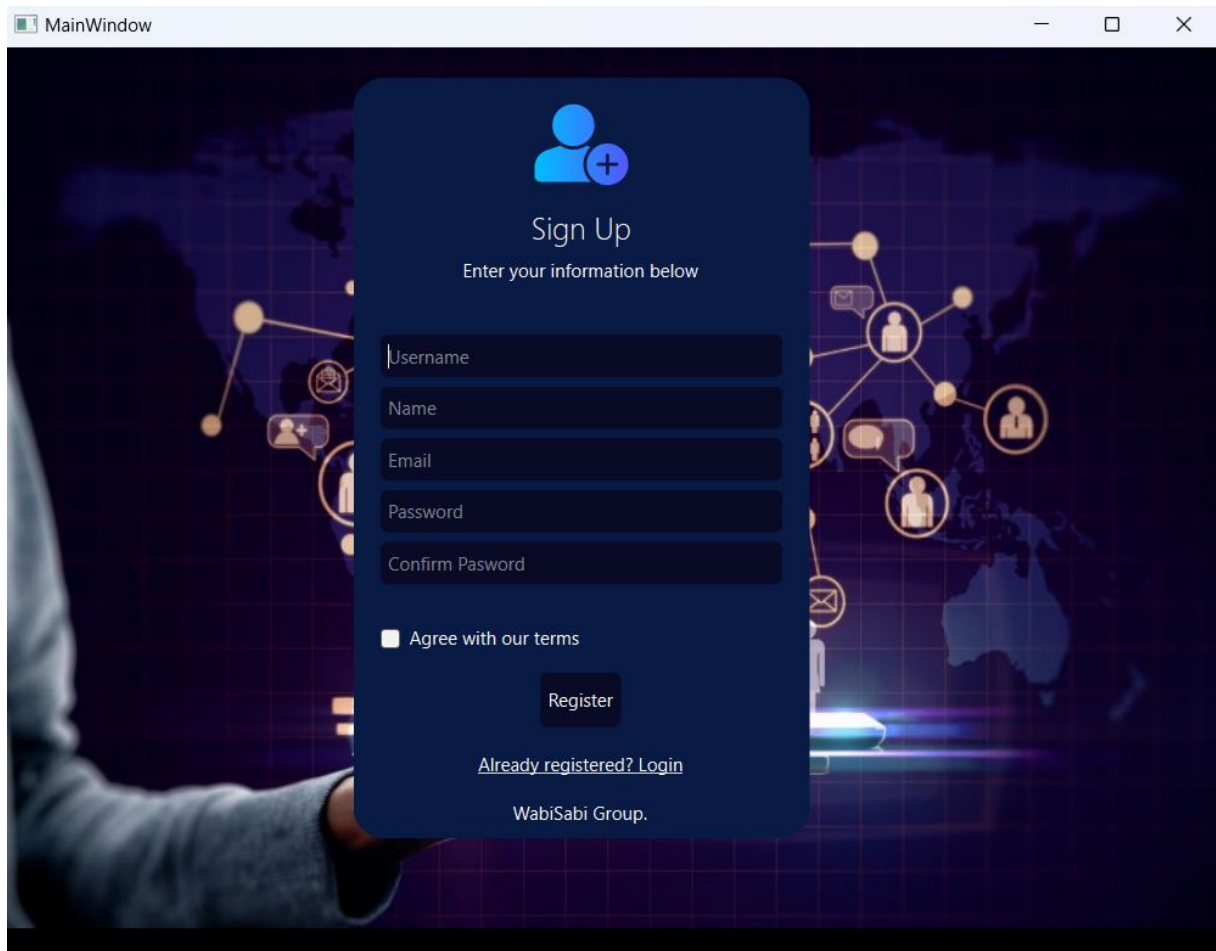 MainWindow
Sign Up
Enter your information below
Username
Name
Email
Password
Confirm Pasword
Agree with our terms
Register
Already registered? Login
WabiSabi Group.